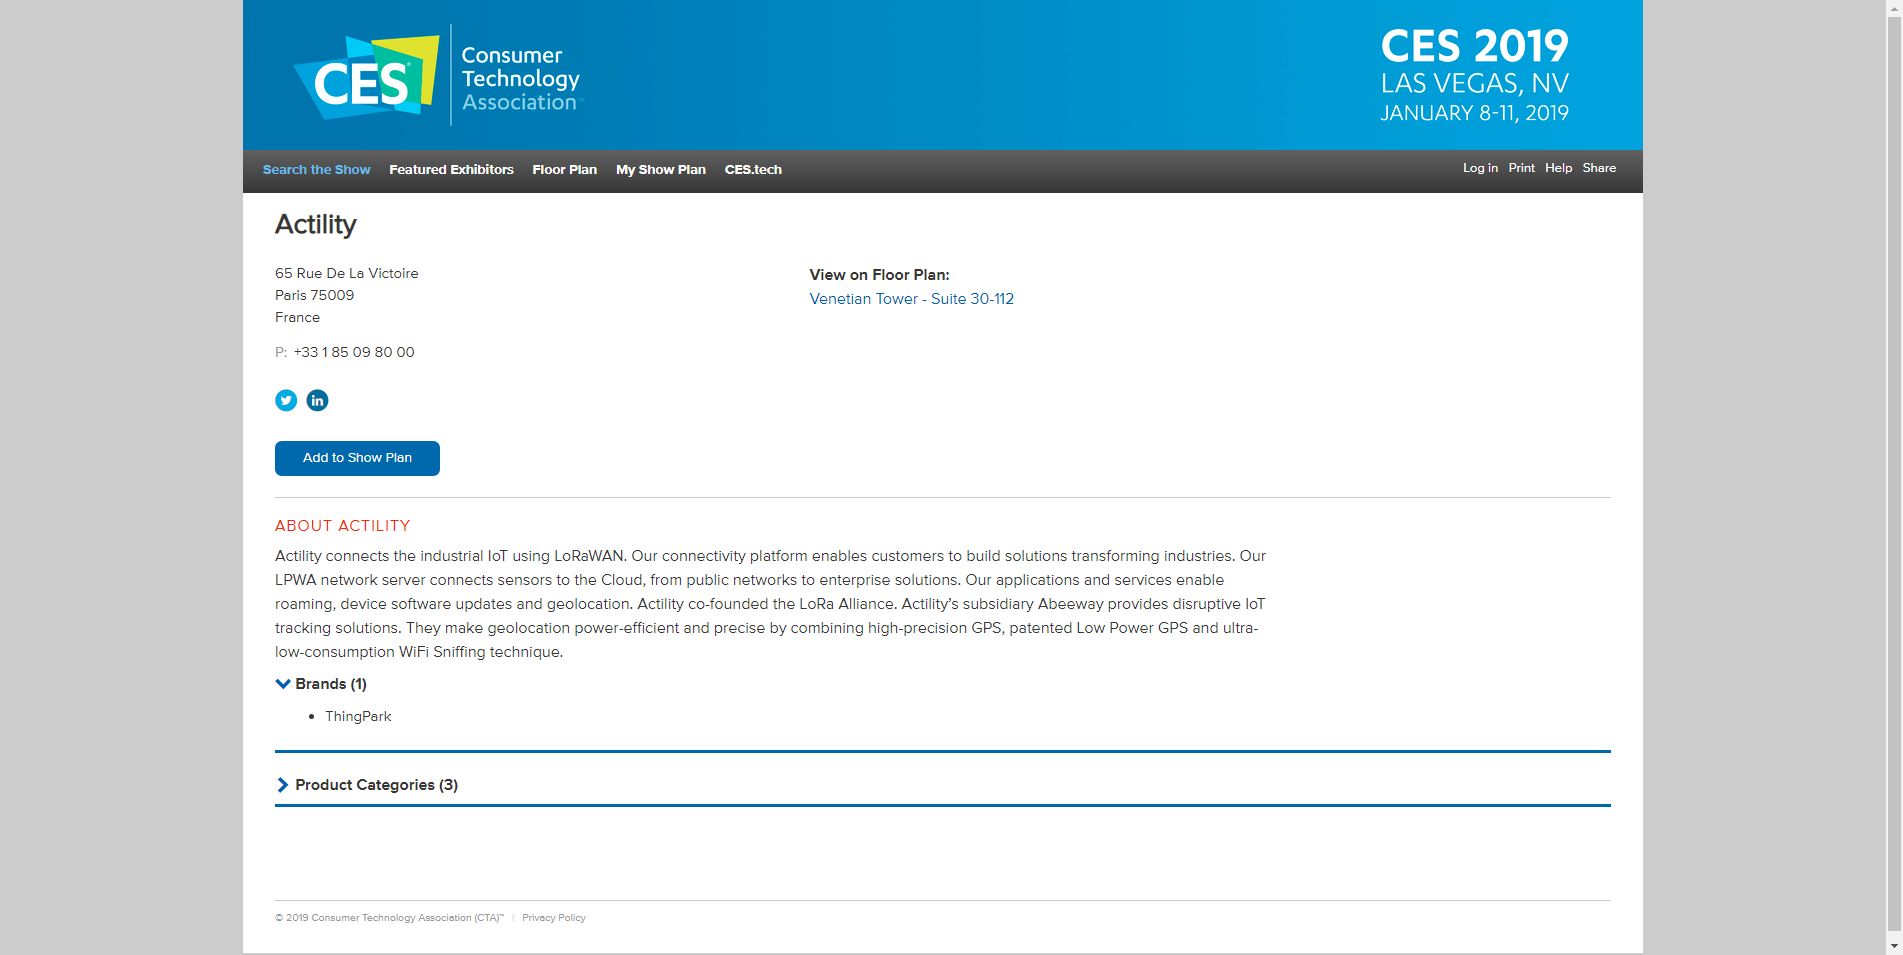 CES®
Consumer
Technology
Association™
CES 2019
LAS VEGAS, NV
JANUARY 8-11, 2019
Search the Show Featured Exhibitors Floor Plan My Show Plan CES.tech Log in Print Help Share
Actility
65 Rue De La Victoire
Paris 75009
France
P: +33 1 85 09 80 00
View on Floor Plan:
Venetian Tower - Suite 30-112
in
Add to Show Plan
ABOUT ACTILITY
Actility connects the industrial IoT using LoRaWAN. Our connectivity platform enables customers to build solutions transforming industries. Our
LPWA network server connects sensors to the Cloud, from public networks to enterprise solutions. Our applications and services enable
roaming, device software updates and geolocation. Actility co-founded the LoRa Alliance. Actility’s subsidiary Abeeway provides disruptive IoT
tracking solutions. They make geolocation power-efficient and precise by combining high-precision GPS, patented Low Power GPS and ultra-
low-consumption WiFi Sniffing technique.
Brands (1)
• ThingPark
Product Categories (3)
© 2019 Consumer Technology Association (CTA)™ | Privacy Policy